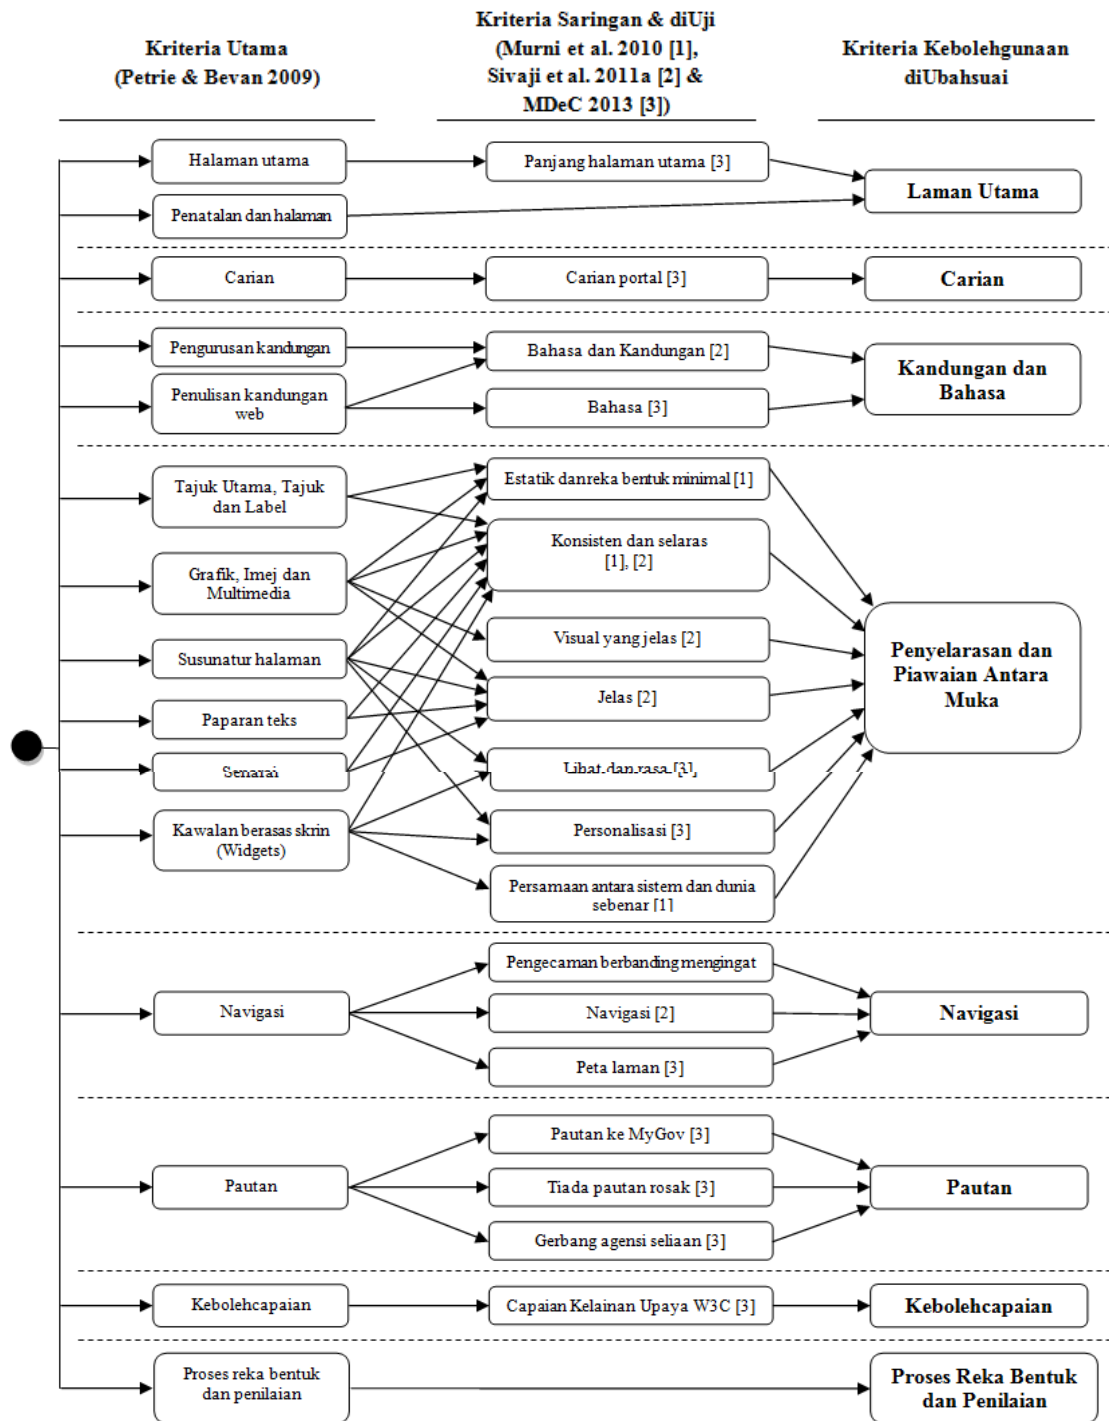 Kriteria Utama
(Petrie & Bevan 2009)
Kriteria Saringan & diUji
(Murni et al. 2010 [1],
Sivaji et al. 2011a [2] &
MDeC 2013 [3])
Kriteria Kebolehgunaan
diUbahsuai
Halaman utama
Panjang halaman utama [3]
Laman Utama
Penatalan dan halaman
Carian
Carian portal [3]
Carian
Pengurusan kandungan
Bahasa dan Kandungan [2]
Kandungan dan
Bahasa
Penulisan kandungan
web
Bahasa [3]
Tajuk Utama, Tajuk
dan Label
Estatik danreka bentuk minimal [1]
Konsisten dan selaras
[1], [2]
Grafik, Imej dan
Multimedia
Visual yang jelas [2]
Penyelarasan dan
Piawaian Antara
Muka
Susunatur halaman
Jelas [2]
Paparan teks
Senarai
Lihat dan rasa [3]
Kawalan berasas skrin
(Widgets)
Personalisasi [3]
Persamaan antara sistem dan dunia
sebenar [1]
Pengecaman berbanding mengingat
Navigasi
Navigasi [2]
Navigasi
Peta laman [3]
Pautan ke MyGov [3]
Pautan
Tiada pautan rosak [3]
Pautan
Gerbang agensi seliaan [3]
Kebolehcapaian
Capaian Kelainan Upaya W3C [3]
Kebolehcapaian
Proses reka bentuk
dan penilaian
Proses Reka Bentuk
dan Penilaian